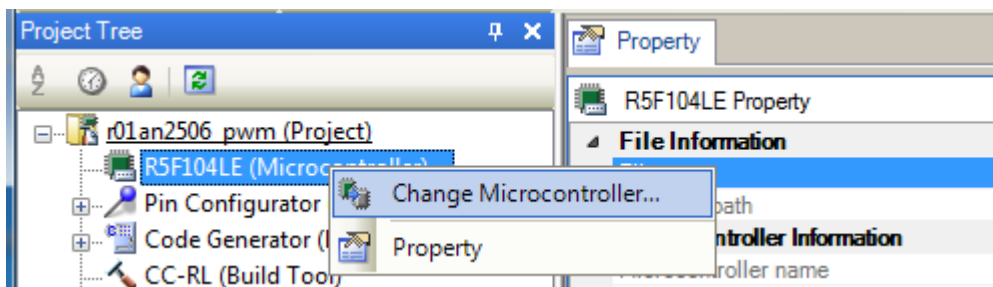 Project Tree
Property
R5F104LE Property
r01an2506_pwm (Project)
File Information
R5F104LE (Microcontroller)
Change Microcontroller...
Pin Configurator
path
Code Generator
Property
ntroller Information
CC-RL (Build Tool)
Microcontroller name